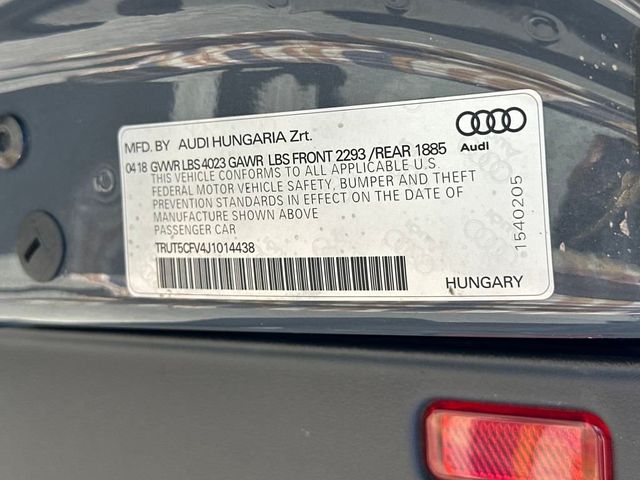 MFD. BY AUDI HUNGARIA Zrt.
Audi
04 18 GVWR LBS 4023 GAWR LBS FRONT 2293 /REAR 1885
THIS VEHICLE CONFORMS TO ALL APPLICABLE U.S.
FEDERAL MOTOR VEHICLE SAFETY, BUMPER AND THEFT
PREVENTION STANDARDS IN EFFECT ON THE DATE OF
MANUFACTURE SHOWN ABOVE
PASSENGER CAR
TRUT5CFV4J1014438
HUNGARY
1540205